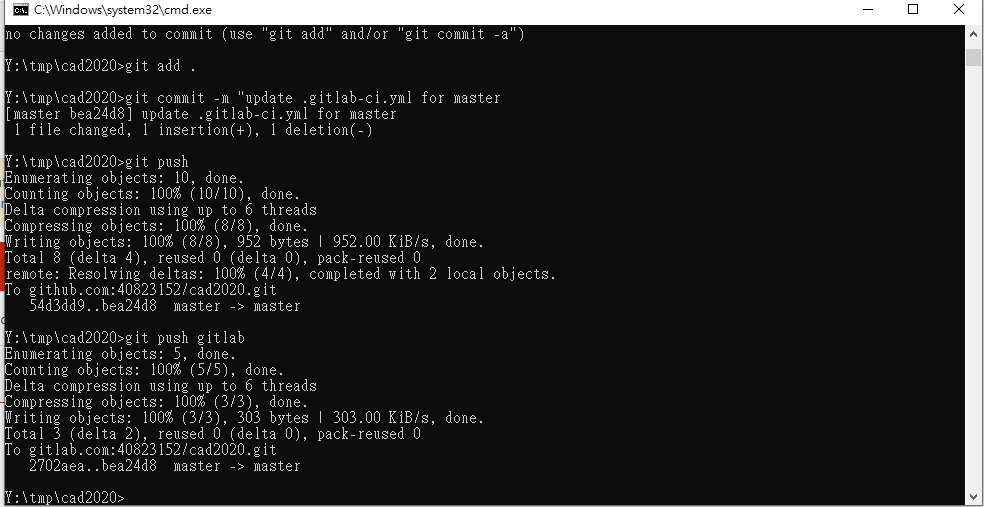 C:\Windows\system32\cmd.exe
no changes added to commit (use "git add" and/or "git commit -a")
Y:\tmp\cad2020>git add .
Y:\tmp\cad2020>git commit -m "update .gitlab-ci.yml for master
[master bea24d8] update .gitlab-ci.yml for master
1 file changed, 1 insertion(+), 1 deletion(-)
Y:\tmp\cad2020>git push
Enumerating objects: 10, done.
Counting objects: 100% (10/10), done.
Delta compression using up to 6 threads
Compressing objects: 100% (8/8), done.
Writing objects: 100% (8/8), 952 bytes | 952.00 KiB/s, done.
Total 8 (delta 4), reused 0 (delta 0), pack-reused 0
remote: Resolving deltas: 100% (4/4), completed with 2 local objects.
To github.com:40823152/cad2020.git
54d3dd9..bea24d8  master -> master
Y:\tmp\cad2020>git push gitlab
Enumerating objects: 5, done.
Counting objects: 100% (5/5), done.
Delta compression using up to 6 threads
Compressing objects: 100% (3/3), done.
Writing objects: 100% (3/3), 303 bytes | 303.00 KiB/s, done.
Total 3 (delta 2), reused 0 (delta 0), pack-reused 0
To gitlab.com:40823152/cad2020.git
2702aea..bea24d8  master -> master
Y:\tmp\cad2020>